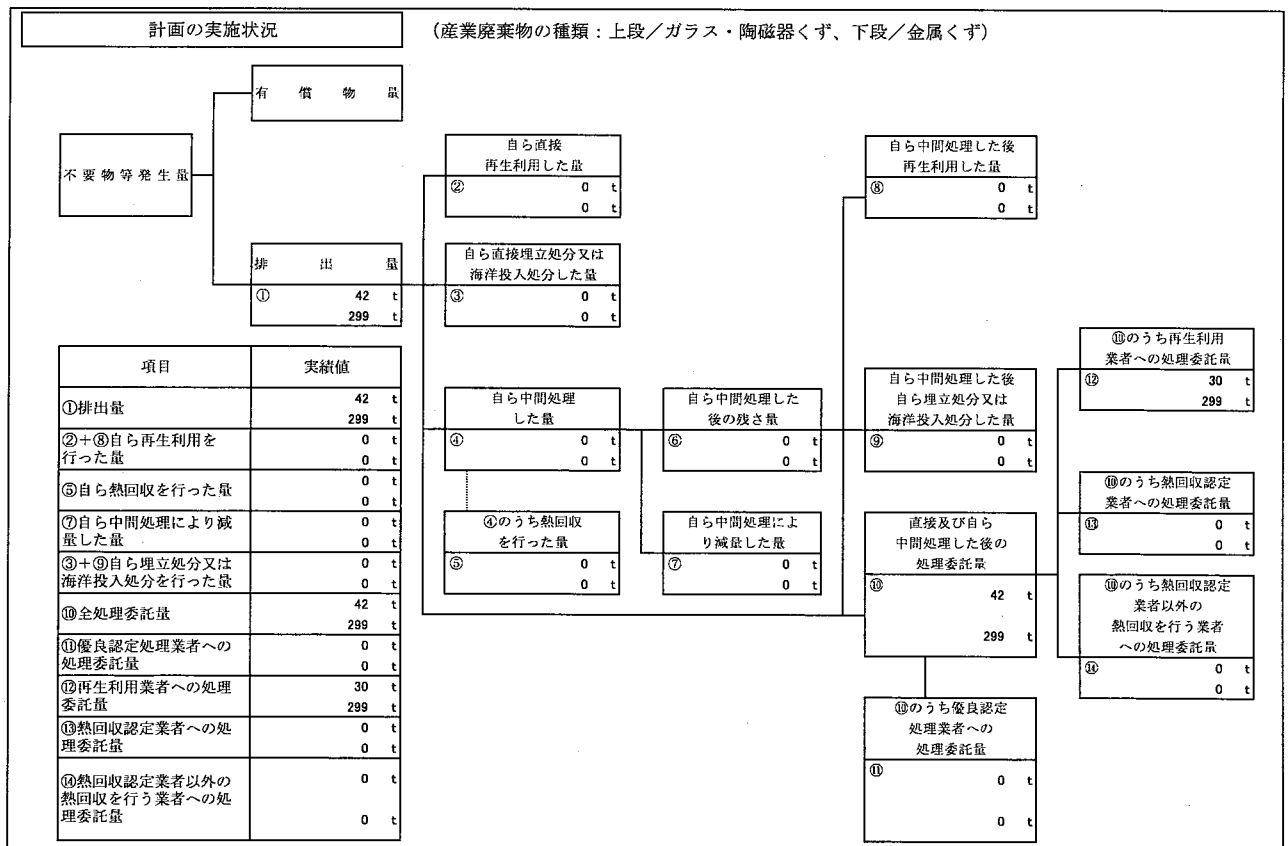 計画の実施状況
(産業廃棄物の種類：上段／ガラス・陶磁器くず、下段／金属くず)
有償物量
不要物等発生量
排出量
① 42 t
299 t
自ら直接
再生利用した量
② 0 t
0 t
自ら直接埋立処分又は
海洋投入処分した量
③ 0 t
0 t
自ら中間処理した後
再生利用した量
⑧ 0 t
0 t
項目 実績値
①排出量 42 t
299 t
②+⑧自ら再生利用を
行った量
0 t
0 t
⑤自ら熱回収を行った量 0 t
0 t
⑦自ら中間処理により減
量した量
0 t
0 t
③+⑨自ら埋立処分又は
海洋投入処分を行った量
0 t
0 t
⑩全処理委託量 42 t
299 t
⑪優良認定処理業者への
処理委託量
0 t
0 t
⑫再生利用業者への処理
委託量
30 t
299 t
⑬熱回収認定業者への処
理委託量
0 t
0 t
⑭熱回収認定業者以外の
熱回収を行う業者への処
理委託量
0 t
0 t
自ら中間処理
した量
④ 0 t
0 t
④のうち熱回収
を行った量
⑤ 0 t
0 t
自ら中間処理した
後の残さ量
⑥ 0 t
0 t
自ら中間処理によ
り減量した量
⑦ 0 t
0 t
自ら中間処理した後
自ら埋立処分又は
海洋投入処分した量
⑨ 0 t
0 t
直接及び自ら
中間処理した後の
処理委託量
⑩ 42 t
299 t
⑩のうち優良認定
処理業者への
処理委託量
⑪ 0 t
0 t
⑩のうち再生利用
業者への処理委託量
⑫ 30 t
299 t
⑩のうち熱回収認定
業者への処理委託量
⑬ 0 t
0 t
⑩のうち熱回収認定
業者以外の
熱回収を行う業者
への処理委託量
⑭ 0 t
0 t